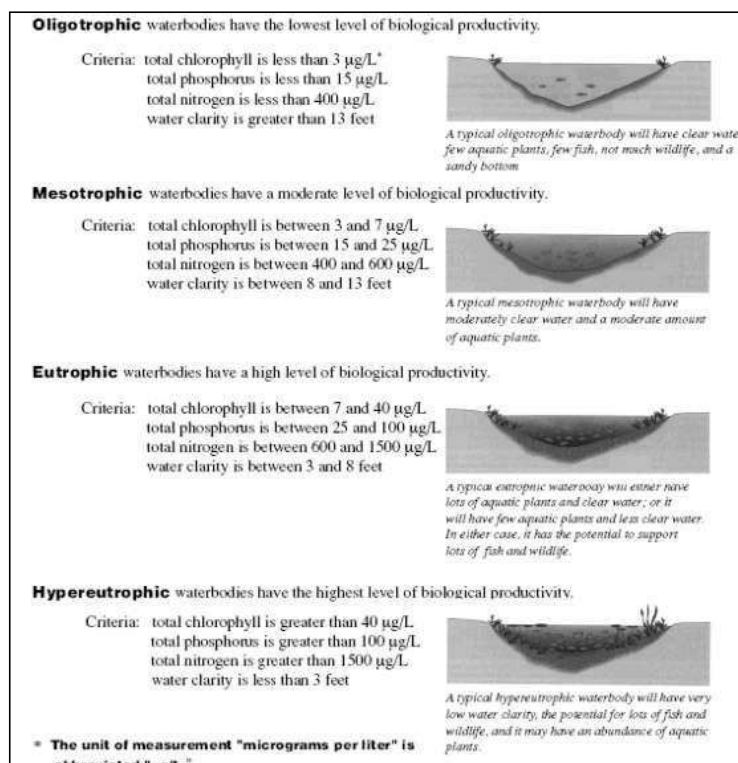 Oligotrophic waterbodies have the lowest level of biological productivity.
Criteria: total chlorophyll is less than 3 µg/L*
total phosphorus is less than 15 µg/L
total nitrogen is less than 400 µg/L
water clarity is greater than 13 feet
A typical oligotrophic waterbody will have clear wate
few aquatic plants, few fish, not much wildlife, and a
sandy bottom
Mesotrophic waterbodies have a moderate level of biological productivity.
Criteria: total chlorophyll is between 3 and 7 µg/L
total phosphorus is between 15 and 25 µg/L
total nitrogen is between 400 and 600 µg/L
water clarity is between 8 and 13 feet
A typical mesotrophic waterbody will have
moderately clear water and a moderate amount
of aquatic plants.
Eutrophic waterbodies have a high level of biological productivity.
Criteria: total chlorophyll is between 7 and 40 µg/L
total phosphorus is between 25 and 100 µg/L
total nitrogen is between 600 and 1500 µg/L
water clarity is between 3 and 8 feet
A typical eutrophic waterbody will either have
lots of aquatic plants and clear water; or it
will have few aquatic plants and less clear water.
In either case, it has the potential to support
lots of fish and wildlife.
Hypereutrophic waterbodies have the highest level of biological productivity.
Criteria: total chlorophyll is greater than 40 µg/L
total phosphorus is greater than 100 µg/L
total nitrogen is greater than 1500 µg/L
water clarity is less than 3 feet
A typical hypereutrophic waterbody will have very
low water clarity, the potential for lots of fish and
wildlife, and it may have an abundance of aquatic
plants.
* The unit of measurement "micrograms per liter" is